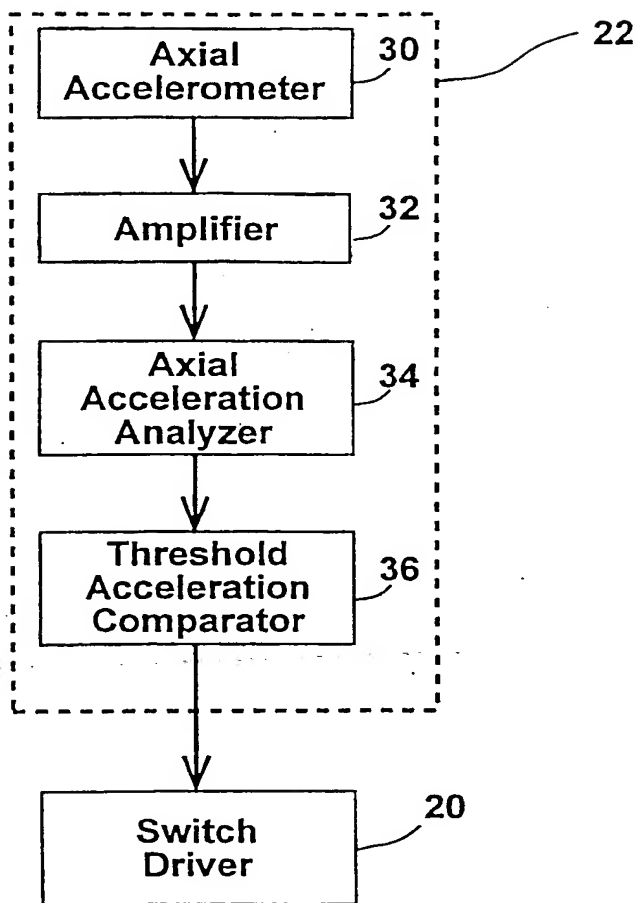 22
Axial
Accelerometer
30
Amplifier
32
Axial
Acceleration
Analyzer
34
Threshold
Acceleration
Comparator
36
Switch
Driver
20